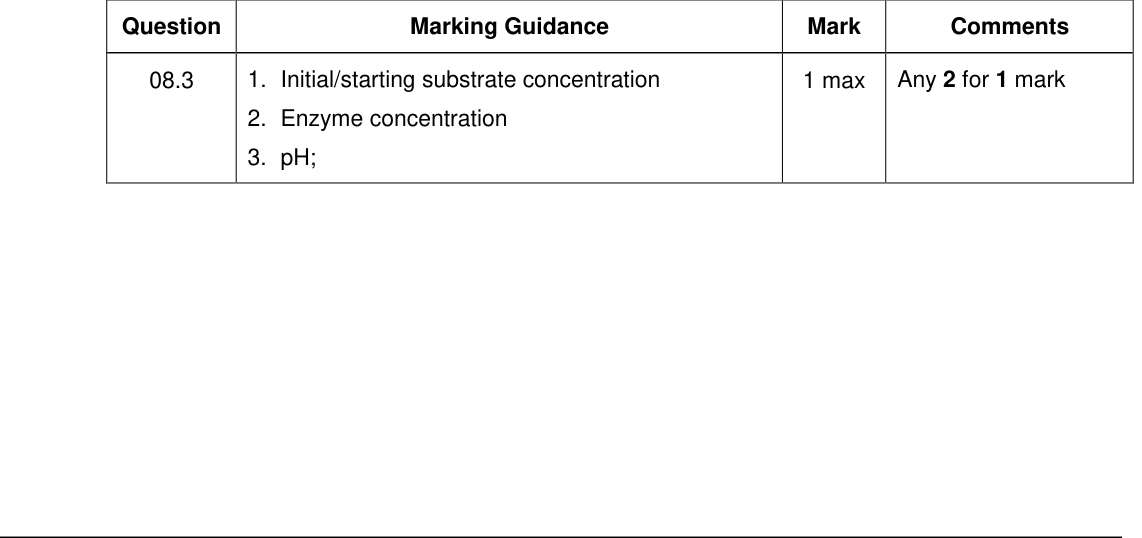 Question Marking Guidance Mark Comments
08.3 1. Initial/starting substrate concentration 1 max Any 2 for 1 mark
2. Enzyme concentration
3. pH;